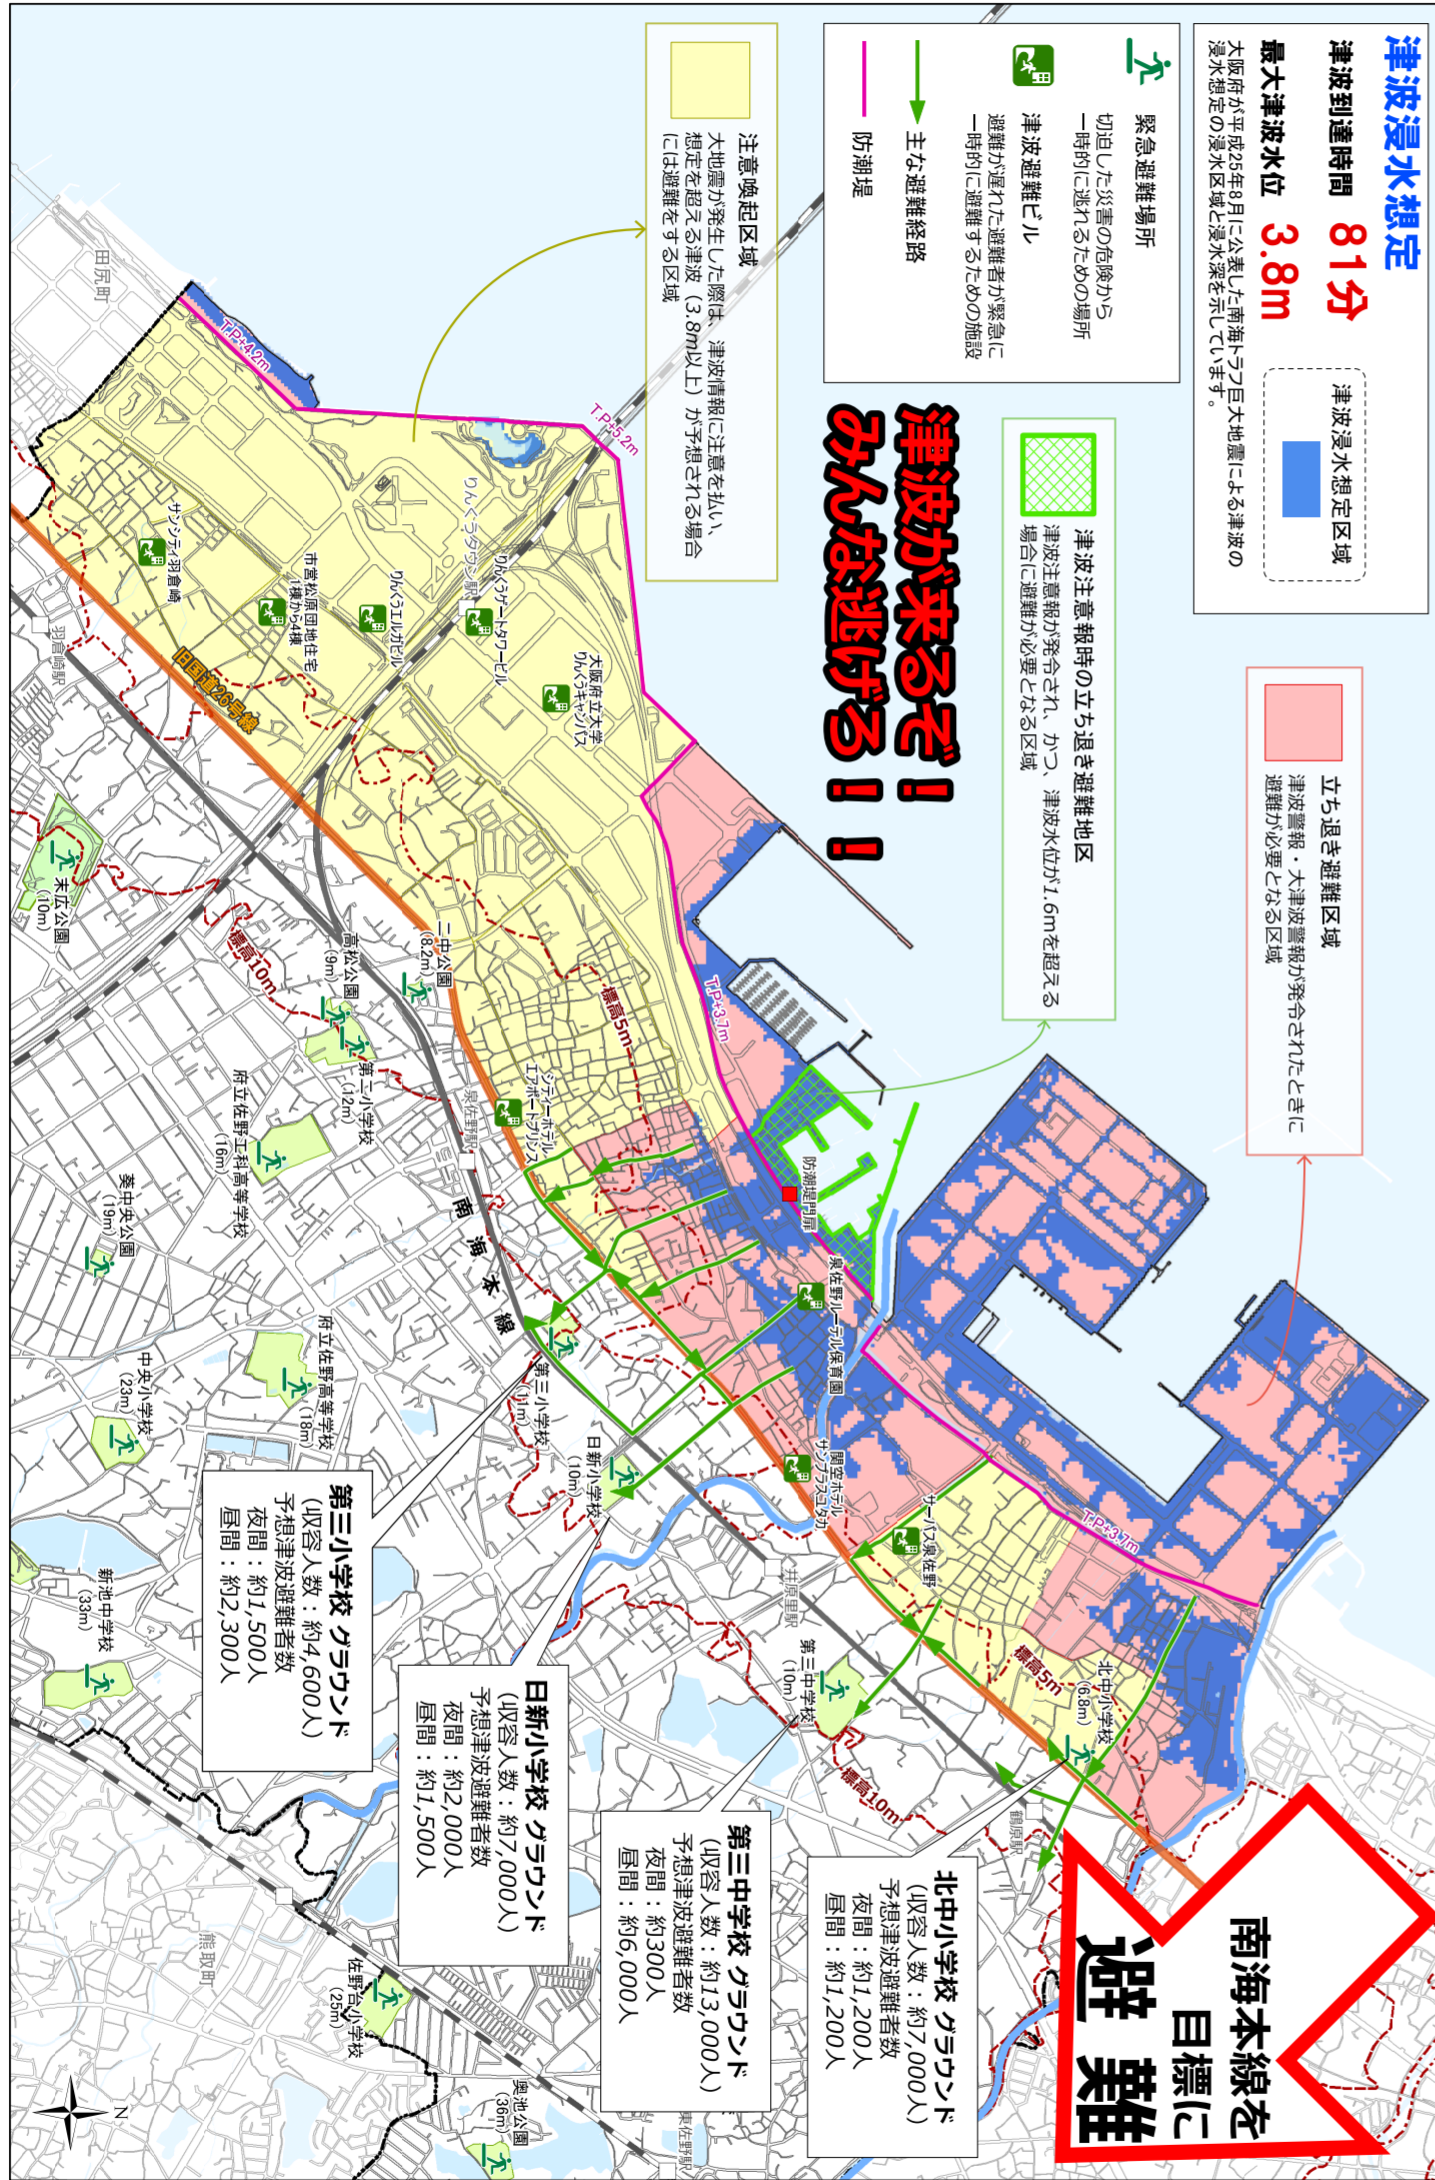 津波浸水想定
津波到達時間 81分
最大津波水位 3.8m
津波浸水想定区域
大阪府が平成25年8月に公表した南海トラフ巨大地震による津波の
浸水想定の浸水区域と浸水深を示しています。
緊急避難場所
切迫した災害の危険から
一時的に逃れるための場所
津波避難ビル
避難が遅れた避難者が緊急に
一時的に避難するための施設
主な避難経路
防潮堤
注意喚起区域
大地震が発生した際は、津波情報に注意を払い、
想定を超える津波（3.8m以上）が予想される場合
には避難をする区域
津波が来るぞ！
みんな逃げろ！！
津波注意報時の立ち退き避難地区
津波注意報が発令され、かつ、津波水位が1.6mを超える
場合に避難が必要となる区域
立ち退き避難区域
津波警報・大津波警報が発令されたときに
避難が必要となる区域
南海本線を
目標に
避難
田尻町
T.P+4.2m
T.P+5.2m
T.P+3.7m
T.P+3.7m
りんくうタウン駅
りんくうゲートタワービル
りんくうエルガビル
市営松原団地住宅
1棟から4棟
サンシティ羽倉崎
羽倉崎駅
旧国道26号線
大阪府立大学
りんくうキャンパス
標高5m
標高10m
末広公園
(10m)
高松公園
(9m)
二中公園
(8.2m)
第二小学校
(12m)
府立佐野工科高等学校
(16m)
葵中央公園
(19m)
泉佐野駅
シティーホテル
エアポートプリンス
南海本線
防潮堤門扉
泉佐野ルーテル保育園
関空ホテル
サンプラスユタカ
サーパス泉佐野
第三小学校
(11m)
日新小学校
(10m)
府立佐野高等学校
(18m)
中央小学校
(23m)
新池中学校
(33m)
井原里駅
第三中学校
(10m)
標高5m
北中小学校
(6.8m)
標高10m
鶴原駅
熊取町
佐野台小学校
(25m)
奥池公園
(36m)
東佐野駅
第三小学校 グラウンド
（収容人数：約4,600人）
予想津波避難者数
夜間：約1,500人
昼間：約2,300人
日新小学校 グラウンド
（収容人数：約7,000人）
予想津波避難者数
夜間：約2,000人
昼間：約1,500人
第三中学校 グラウンド
（収容人数：約13,000人）
予想津波避難者数
夜間：約300人
昼間：約6,000人
北中小学校 グラウンド
（収容人数：約7,000人）
予想津波避難者数
夜間：約1,200人
昼間：約1,200人
N